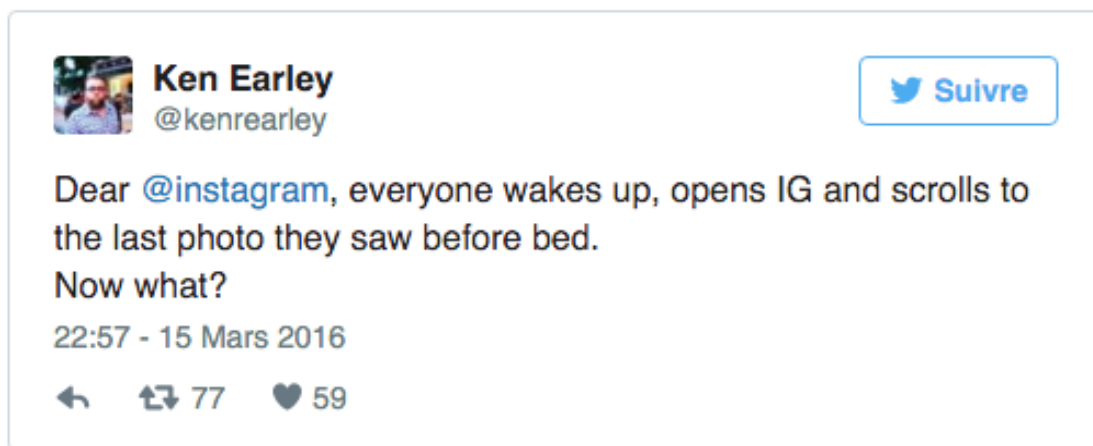 Ken Earley
@kenrearley
Suivre
Dear @instagram, everyone wakes up, opens IG and scrolls to
the last photo they saw before bed.
Now what?
22:57 - 15 Mars 2016
77 59